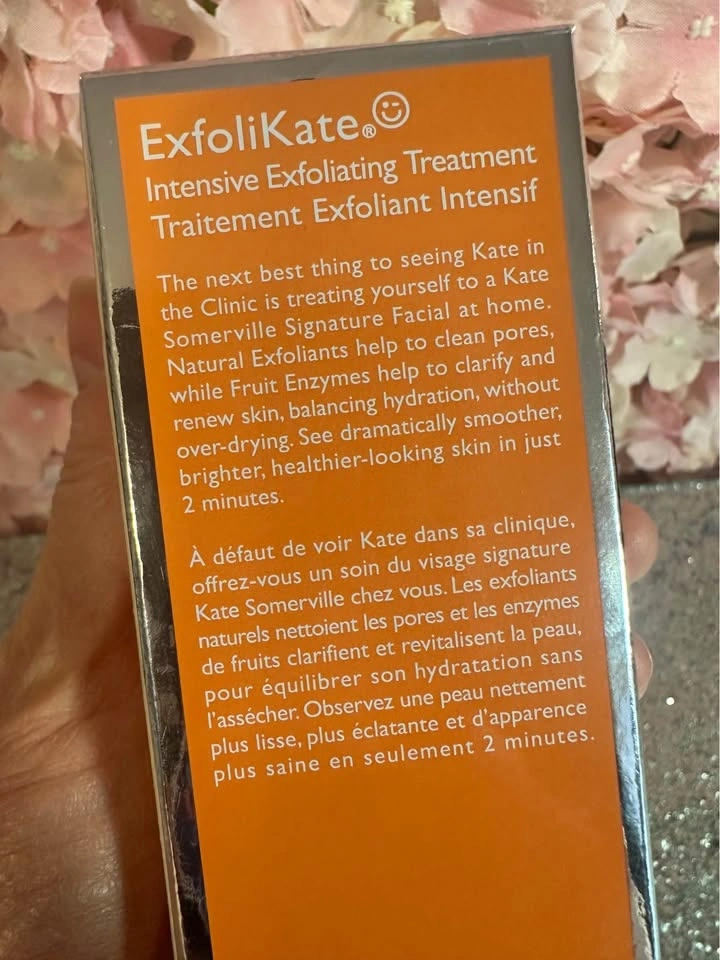 ExfoliKate®
Intensive Exfoliating Treatment
Traitement Exfoliant Intensif
The next best thing to seeing Kate in
the Clinic is treating yourself to a Kate
Somerville Signature Facial at home.
Natural Exfoliants help to clean pores,
while Fruit Enzymes help to clarify and
renew skin, balancing hydration, without
over-drying. See dramatically smoother,
brighter, healthier-looking skin in just
2 minutes.
À défaut de voir Kate dans sa clinique,
offrez-vous un soin du visage signature
Kate Somerville chez vous. Les exfoliants
naturels nettoient les pores et les enzymes
de fruits clarifient et revitalisent la peau,
pour équilibrer son hydratation sans
l'assécher. Observez une peau nettement
plus lisse, plus éclatante et d'apparence
plus saine en seulement 2 minutes.